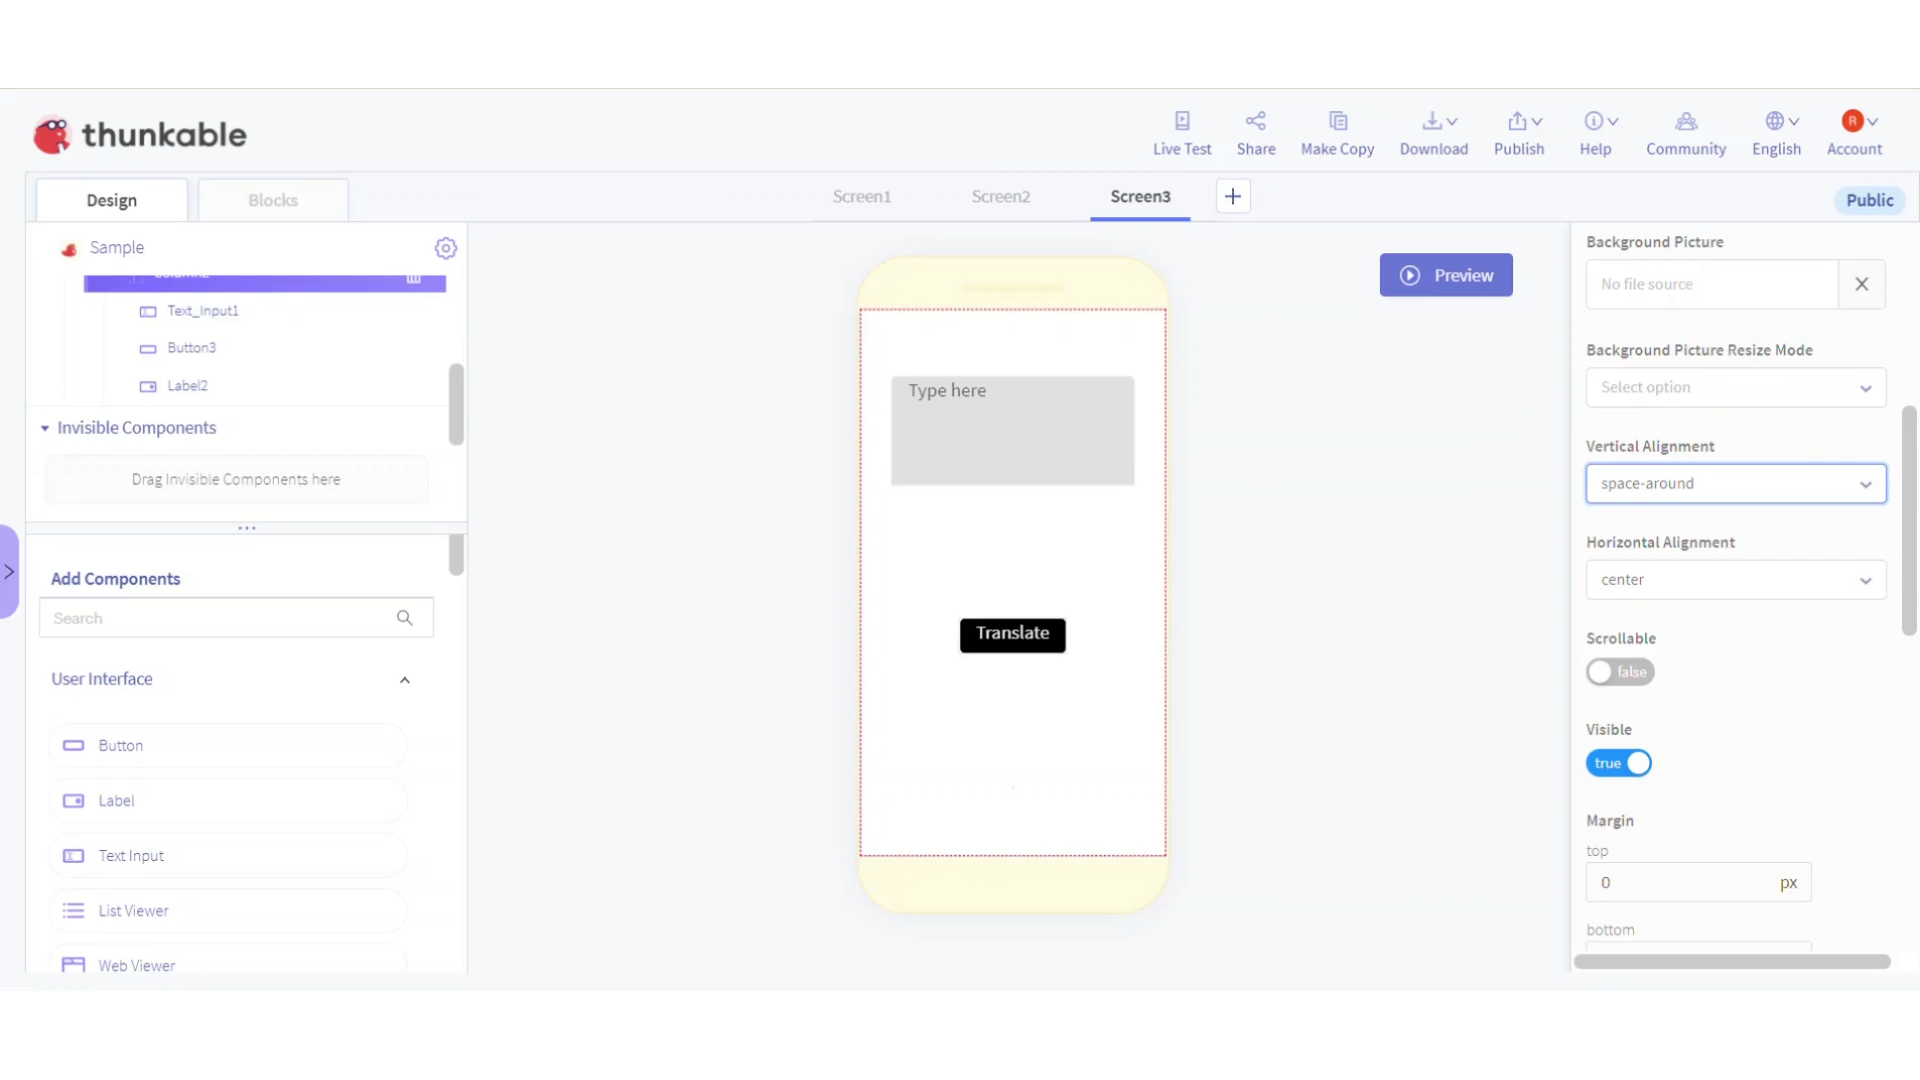 thunkable
Live Test
Share
Make Copy
Download
Publish
Help
Community
English
R
Account
Design
Blocks
Screen1
Screen2
Screen3
Public
Sample
Text_Input1
Button3
Label2
Invisible Components
Drag Invisible Components here
Add Components
Search
User Interface
Button
Label
Text Input
List Viewer
Web Viewer
Type here
Translate
Preview
Background Picture
No file source
Background Picture Resize Mode
Select option
Vertical Alignment
space-around
Horizontal Alignment
center
Scrollable
false
Visible
true
Margin
top
0 px
bottom